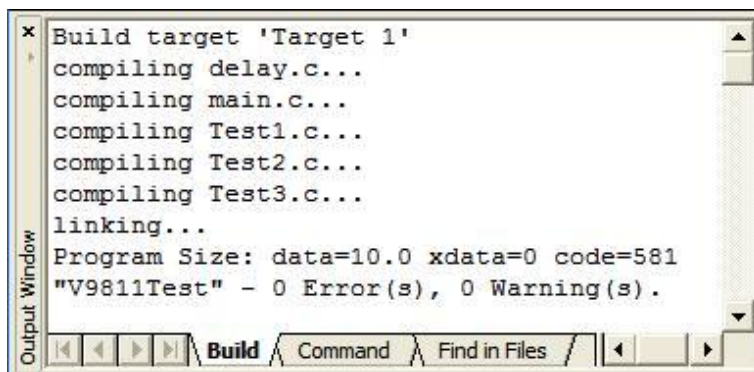 Build target 'Target 1'
compiling delay.c...
compiling main.c...
compiling Test1.c...
compiling Test2.c...
compiling Test3.c...
linking...
Program Size: data=10.0 xdata=0 code=581
"V9811Test" - 0 Error(s), 0 Warning(s).
Output Window
Build
Command
Find in Files